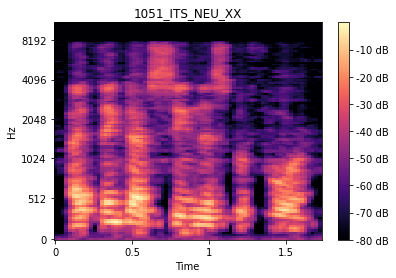 1051_ITS_NEU_XX
8192
4096
2048
1024
512
0
Hz
0
0.5
1
1.5
Time
-10 dB
-20 dB
-30 dB
-40 dB
-50 dB
-60 dB
-70 dB
-80 dB